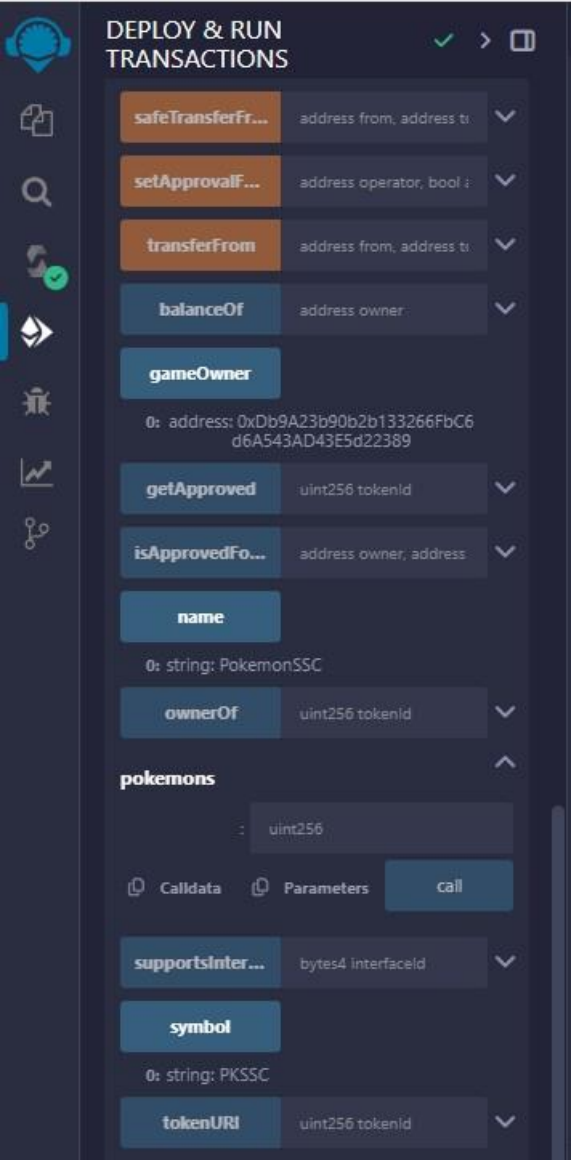 DEPLOY & RUN
TRANSACTIONS
safeTransferFr... address from, address to
setApprovalF... address operator, bool a
transferFrom address from, address to
balanceOf address owner
gameOwner
0: address: 0xDb9A23b90b2b133266FbC6
d6A543AD43E5d22389
getApproved uint256 tokenId
isApprovedFo... address owner, address
name
0: string: PokemonSSC
ownerOf uint256 tokenId
pokemons
: uint256
Calldata Parameters call
supportsInter... bytes4 interfaceId
symbol
0: string: PKSSC
tokenURI uint256 tokenId